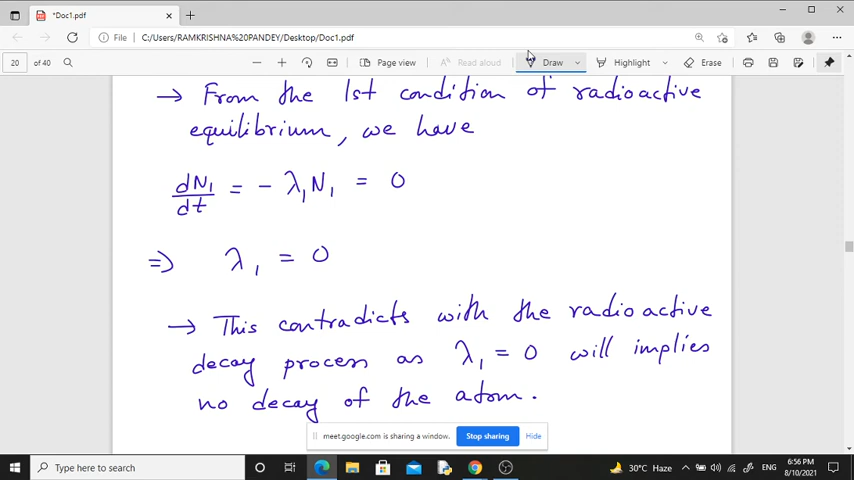 *Doc1.pdf
File C:/Users/RAMKRISHNA%20PANDEY/Desktop/Doc1.pdf
20 of 40 Page view Read aloud Draw Highlight Erase
→ From the 1st condition of radioactive
equilibrium, we have
dN₁/dt = - λ₁N₁ = 0
⇒ λ₁ = 0
→ This contradicts with the radioactive
decay process as λ₁ = 0 will implies
no decay of the atom.
meet.google.com is sharing a window. Stop sharing Hide
Type here to search 30°C Haze ENG 6:56 PM
8/10/2021